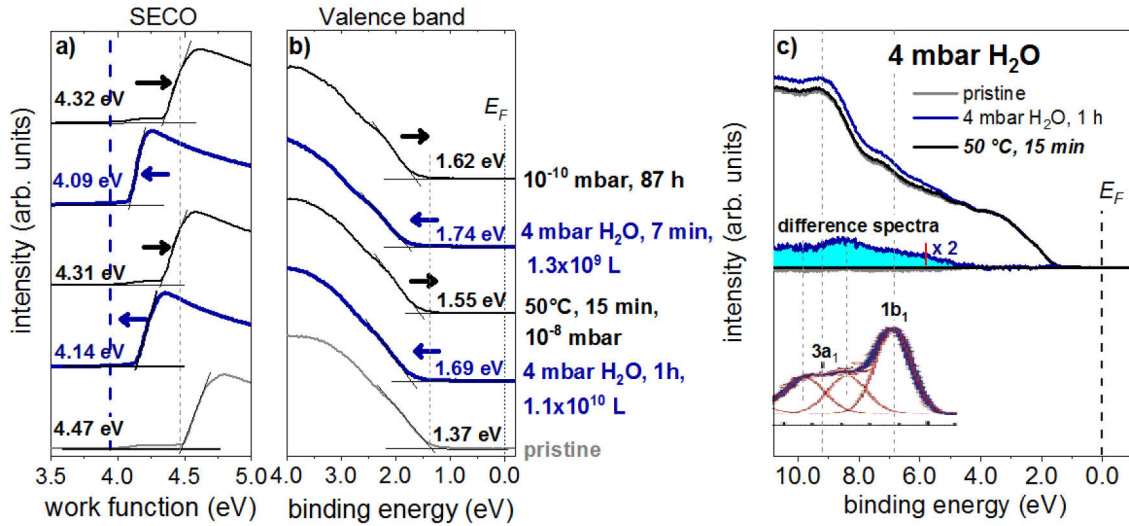 SECO
Valence band
a)
4.32 eV
4.09 eV
4.31 eV
4.14 eV
4.47 eV
3.5 4.0 4.5 5.0
work function (eV)
intensity (arb. units)
b)
E_F
1.62 eV
1.74 eV
1.55 eV
1.69 eV
1.37 eV
4.0 3.0 2.0 1.0 0.0
binding energy (eV)
10⁻¹⁰ mbar, 87 h
4 mbar H₂O, 7 min,
1.3x10⁹ L
50°C, 15 min,
10⁻⁸ mbar
4 mbar H₂O, 1h,
1.1x10¹⁰ L
pristine
c)
4 mbar H₂O
pristine
4 mbar H₂O, 1 h
50 °C, 15 min
E_F
difference spectra
x 2
1b₁
3a₁
10.0 8.0 6.0 4.0 2.0 0.0
binding energy (eV)
intensity (arb. units)